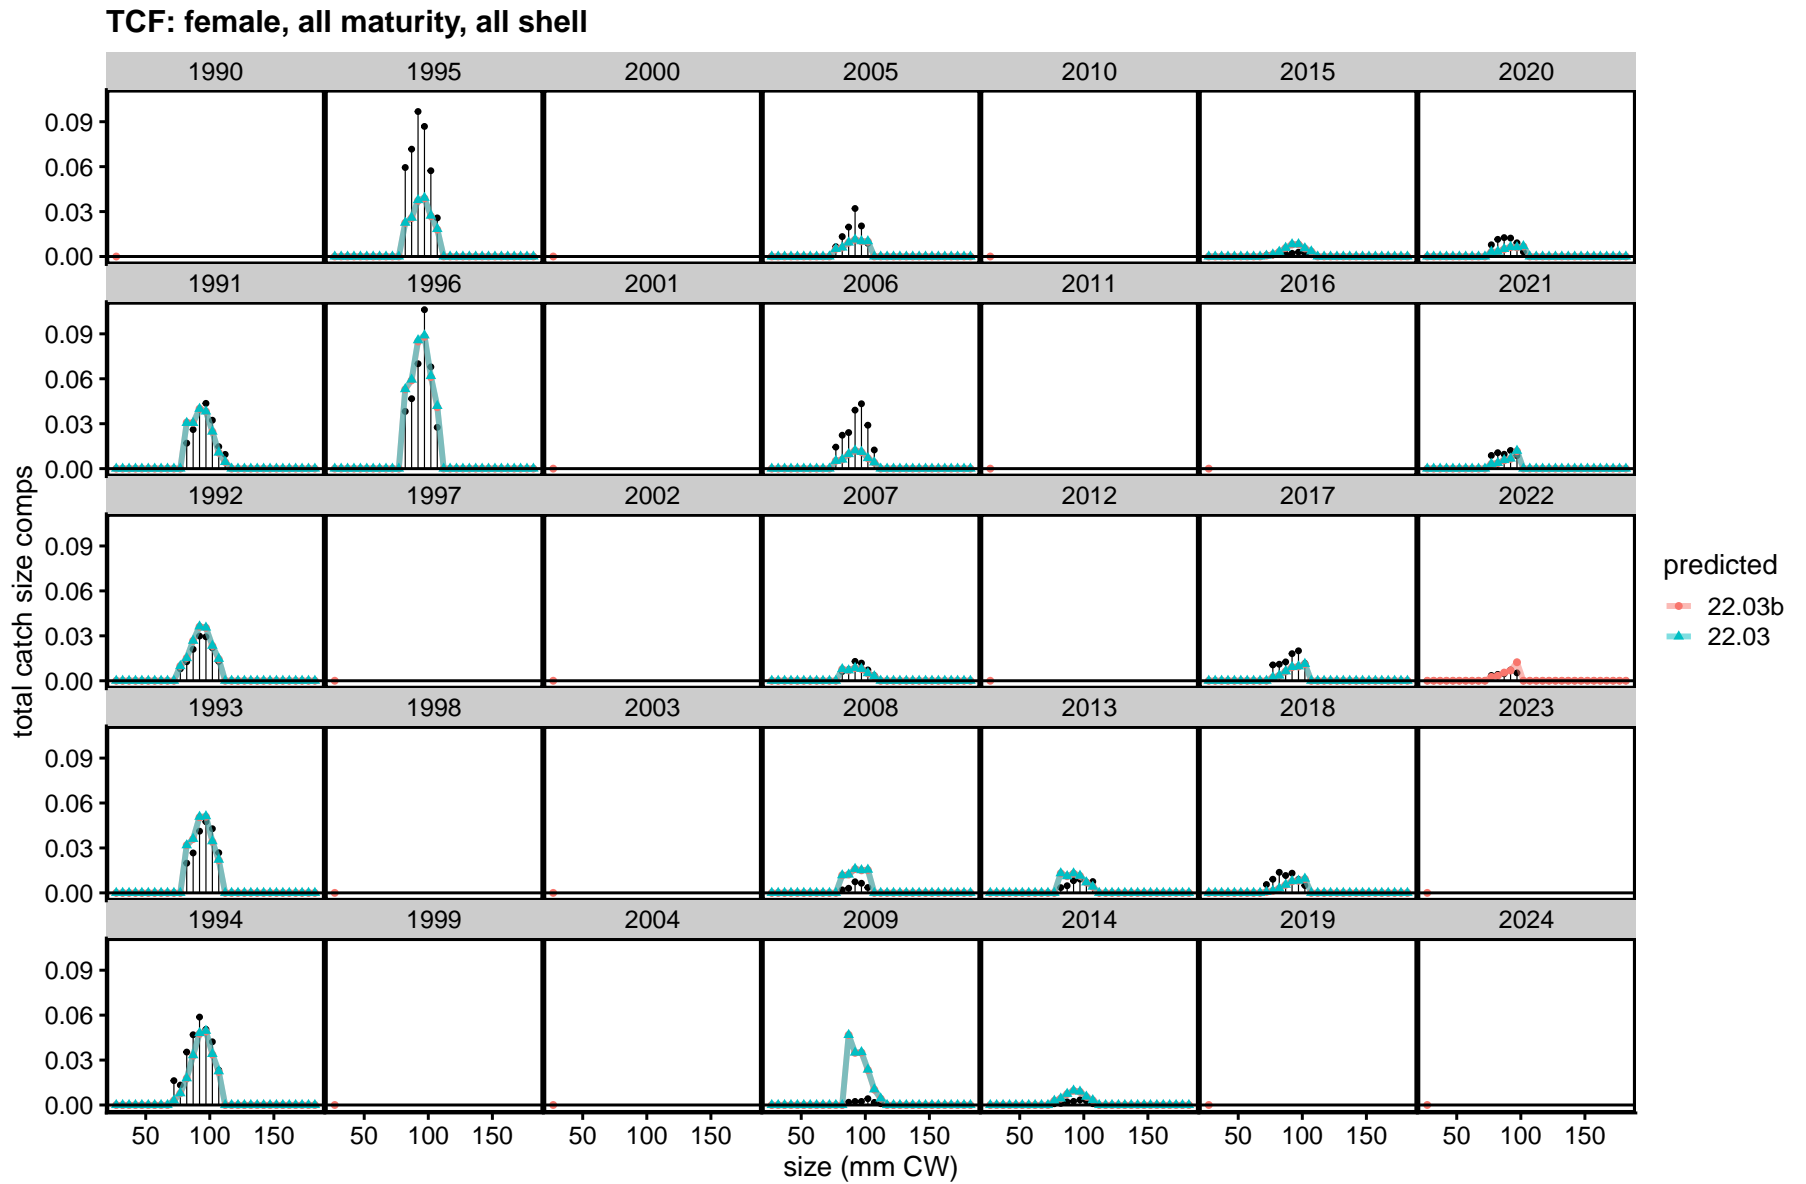 TCF: female, all maturity, all shell
1990 1995 2000 2005 2010 2015 2020
0.09
0.06
0.03
0.00
1991 1996 2001 2006 2011 2016 2021
0.09
0.06
0.03
0.00
1992 1997 2002 2007 2012 2017 2022
0.09
0.06
0.03
0.00
1993 1998 2003 2008 2013 2018 2023
0.09
0.06
0.03
0.00
1994 1999 2004 2009 2014 2019 2024
0.09
0.06
0.03
0.00
50 100 150 50 100 150 50 100 150 50 100 150 50 100 150 50 100 150 50 100 150
size (mm CW)
total catch size comps
predicted
22.03b
22.03